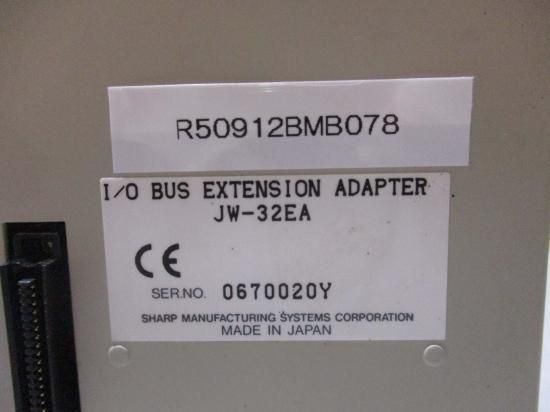 R50912BMB078
I/O BUS EXTENSION ADAPTER
JW-32EA
CE
SER.NO. 0670020Y
SHARP MANUFACTURING SYSTEMS CORPORATION
MADE IN JAPAN